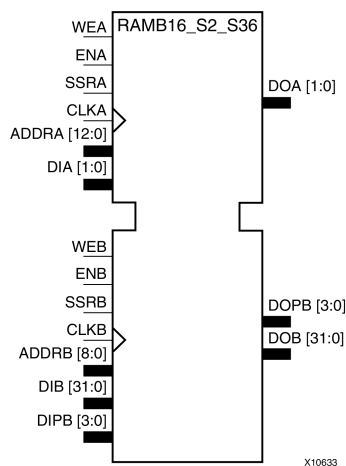 RAMB16_S2_S36
WEA
ENA
SSRA
CLKA
ADDRA [12:0]
DIA [1:0]
DOA [1:0]
WEB
ENB
SSRB
CLKB
ADDRB [8:0]
DIB [31:0]
DIPB [3:0]
DOPB [3:0]
DOB [31:0]
X10633